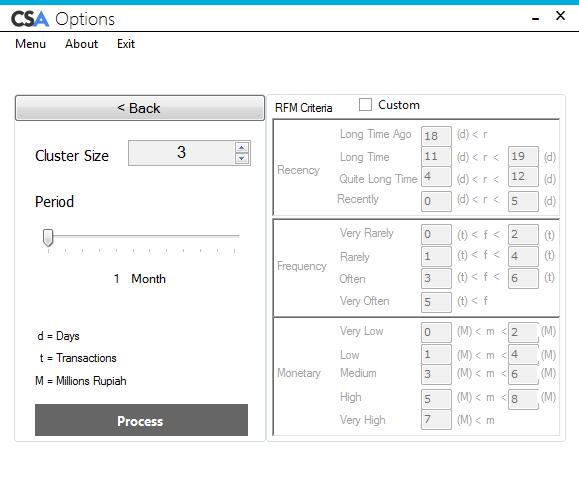 CSA Options
Menu About Exit
< Back
Cluster Size 3
Period
1 Month
d = Days
t = Transactions
M = Millions Rupiah
Process
RFM Criteria Custom
Recency
Long Time Ago 18 (d) < r
Long Time 11 (d) < r < 19 (d)
Quite Long Time 4 (d) < r < 12 (d)
Recently 0 (d) < r < 5 (d)
Frequency
Very Rarely 0 (t) < f < 2 (t)
Rarely 1 (t) < f < 4 (t)
Often 3 (t) < f < 6 (t)
Very Often 5 (t) < f
Monetary
Very Low 0 (M) < m < 2 (M)
Low 1 (M) < m < 4 (M)
Medium 3 (M) < m < 6 (M)
High 5 (M) < m < 8 (M)
Very High 7 (M) < m